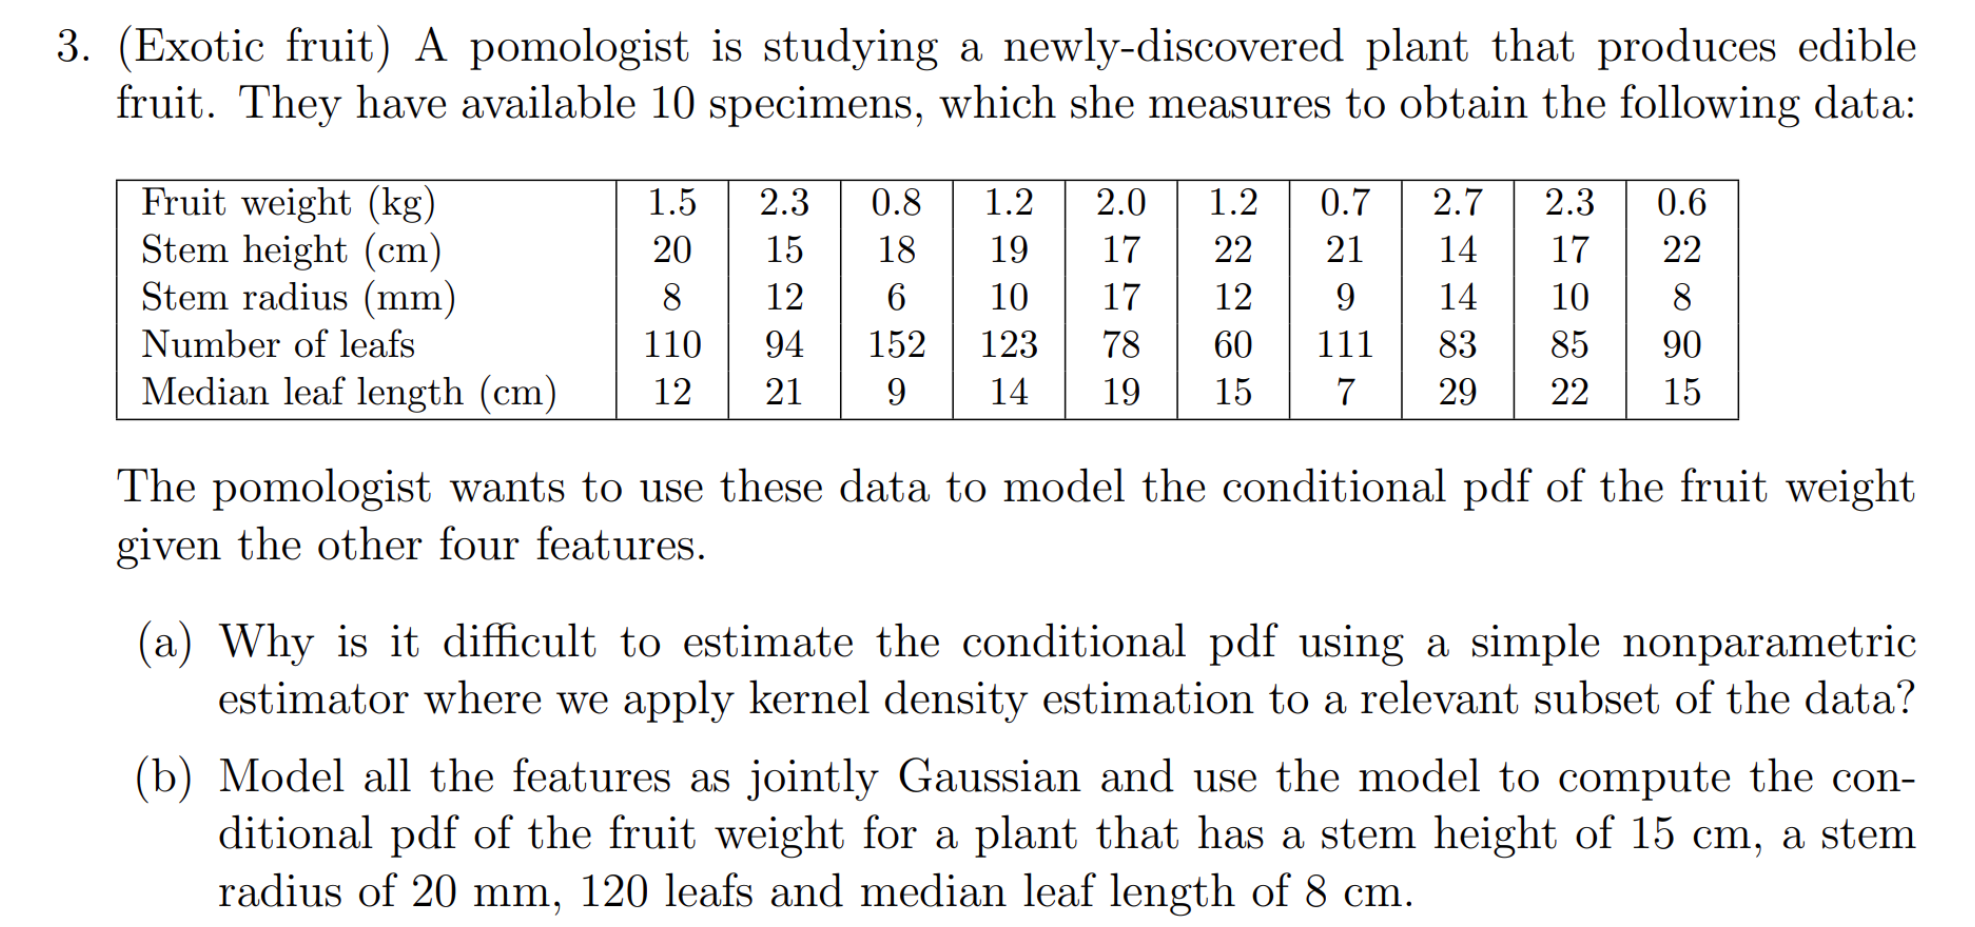 3. (Exotic fruit) A pomologist is studying a newly-discovered plant that produces edible
fruit. They have available 10 specimens, which she measures to obtain the following data:
Fruit weight (kg) 1.5 2.3 0.8 1.2 2.0 1.2 0.7 2.7 2.3 0.6
Stem height (cm) 20 15 18 19 17 22 21 14 17 22
Stem radius (mm) 8 12 6 10 17 12 9 14 10 8
Number of leafs 110 94 152 123 78 60 111 83 85 90
Median leaf length (cm) 12 21 9 14 19 15 7 29 22 15
The pomologist wants to use these data to model the conditional pdf of the fruit weight
given the other four features.
(a) Why is it difficult to estimate the conditional pdf using a simple nonparametric
estimator where we apply kernel density estimation to a relevant subset of the data?
(b) Model all the features as jointly Gaussian and use the model to compute the con-
ditional pdf of the fruit weight for a plant that has a stem height of 15 cm, a stem
radius of 20 mm, 120 leafs and median leaf length of 8 cm.